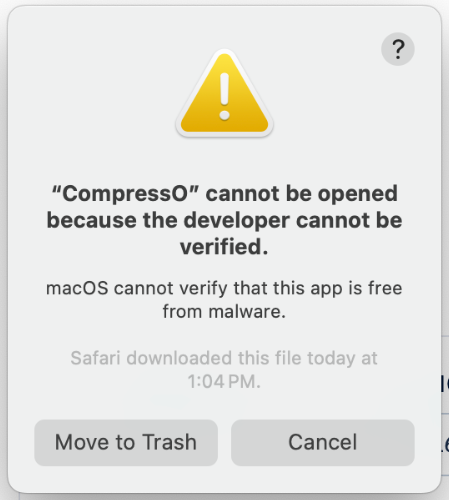 ?
“CompressO” cannot be opened
because the developer cannot be
verified.
macOS cannot verify that this app is free
from malware.
Safari downloaded this file today at
1:04 PM.
Move to Trash
Cancel